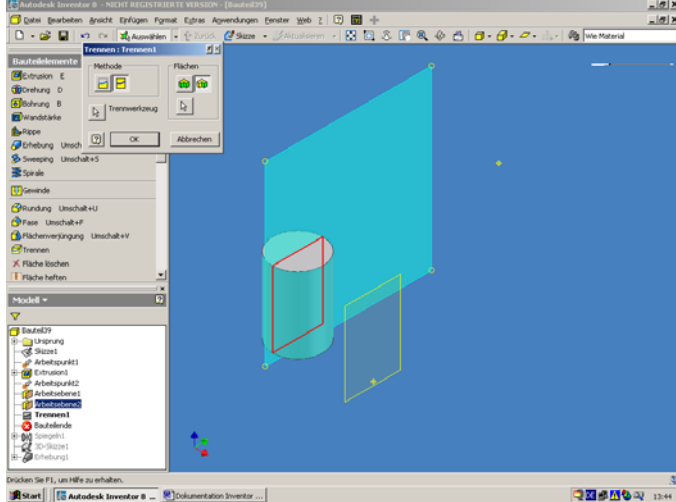 Autodesk Inventor 8 - NICHT REGISTRIERTE VERSION - [Bauteil39]
Datei Bearbeiten Ansicht Einfügen Format Extras Anwendungen Fenster Web ?
Auswählen Zurück Skizze Aktualisieren Wie Material
Bauteilelemente
Extrusion E
Drehung D
Bohrung B
Wandstärke
Rippe
Erhebung Umsch
Sweeping Umschalt+S
Spirale
Gewinde
Rundung Umschalt+U
Fase Umschalt+F
Flächenverjüngung Umschalt+V
Trennen
Fläche löschen
Fläche heften
Trennen : Trennen1
Methode
Flächen
Trennwerkzeug
OK
Abbrechen
Modell
Bauteil39
Ursprung
Skizze1
Arbeitspunkt1
Extrusion1
Arbeitspunkt2
Arbeitsebene1
Arbeitsebene2
Trennen1
Bauteilende
Spiegeln1
3D-Skizze1
Erhebung1
Drücken Sie F1, um Hilfe zu erhalten.
Start Autodesk Inventor 8 ... Dokumentation Inventor ... 13:44